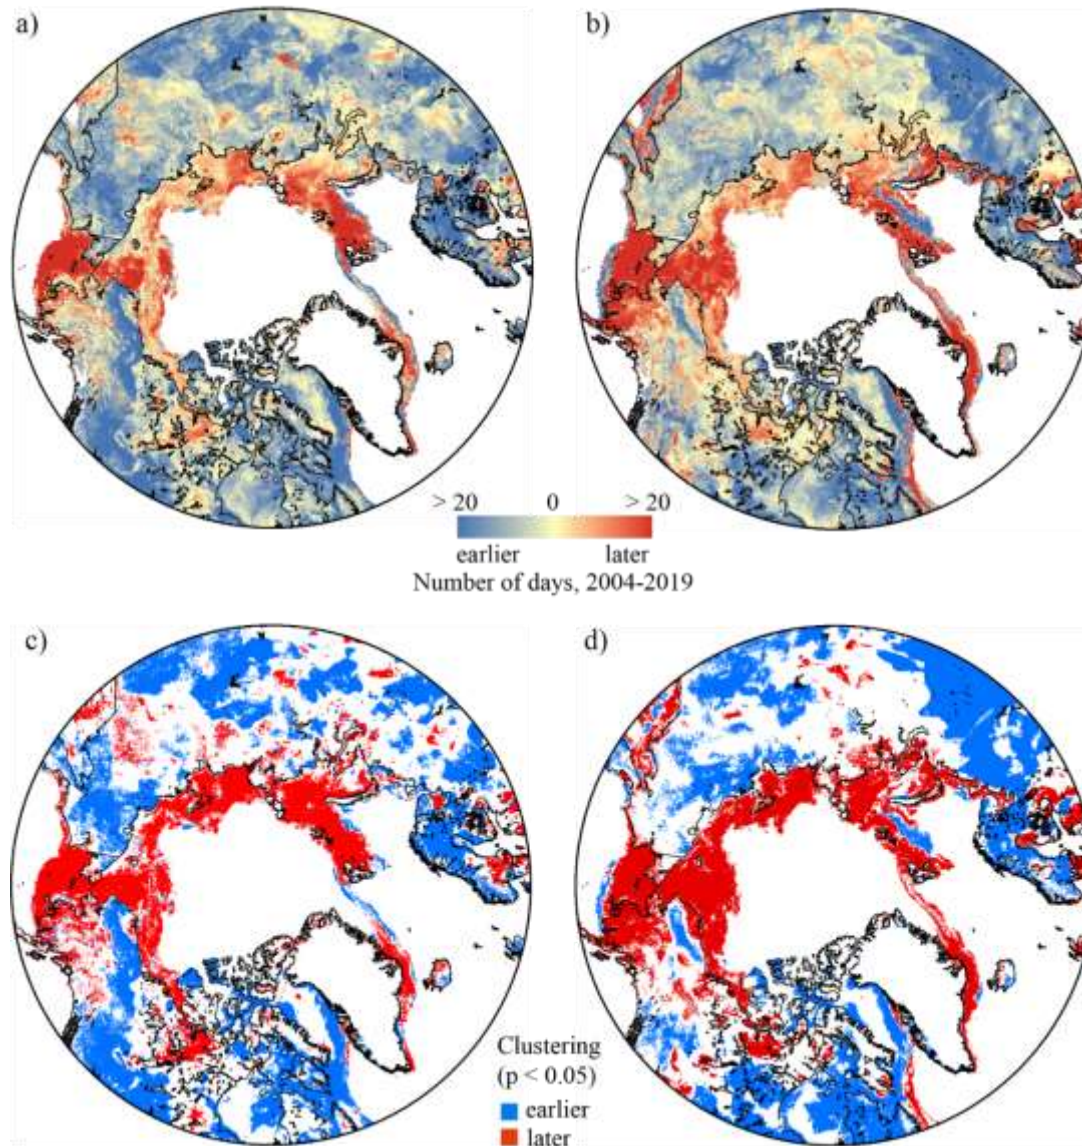 a)
b)
> 20 0 > 20
earlier later
Number of days, 2004-2019
c)
d)
Clustering
(p < 0.05)
earlier
later